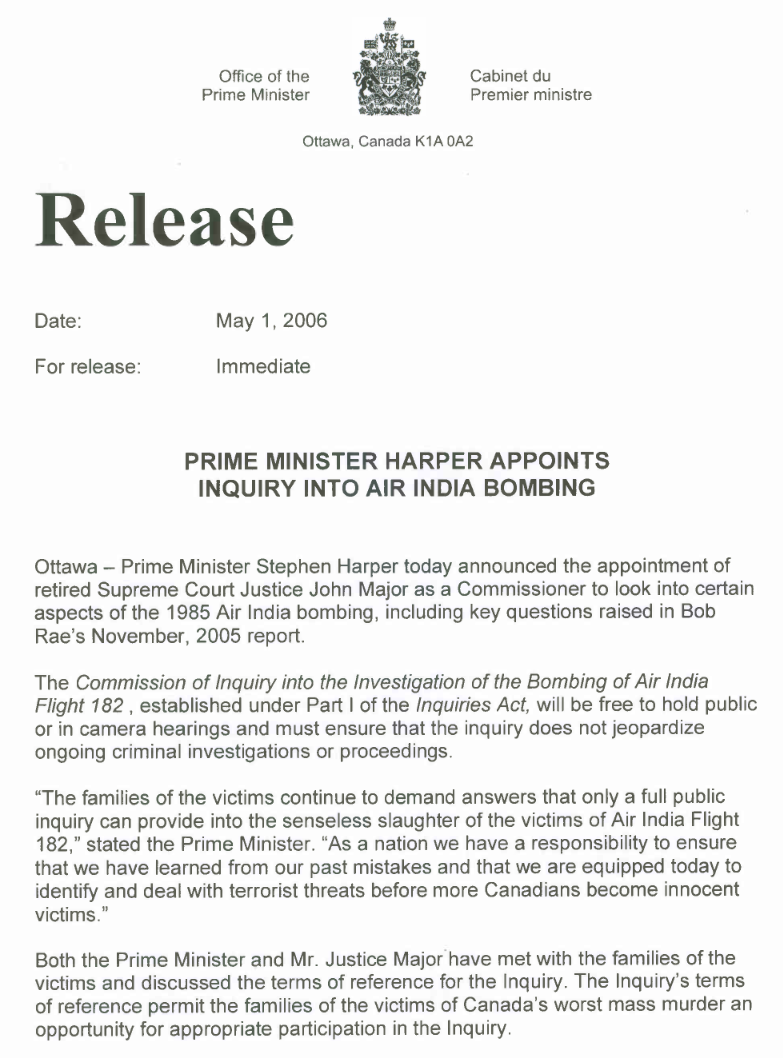 Office of the
Prime Minister
Cabinet du
Premier ministre
Ottawa, Canada K1A 0A2
Release
Date: May 1, 2006
For release: Immediate
PRIME MINISTER HARPER APPOINTS
INQUIRY INTO AIR INDIA BOMBING
Ottawa – Prime Minister Stephen Harper today announced the appointment of
retired Supreme Court Justice John Major as a Commissioner to look into certain
aspects of the 1985 Air India bombing, including key questions raised in Bob
Rae's November, 2005 report.
The Commission of Inquiry into the Investigation of the Bombing of Air India
Flight 182 , established under Part I of the Inquiries Act, will be free to hold public
or in camera hearings and must ensure that the inquiry does not jeopardize
ongoing criminal investigations or proceedings.
“The families of the victims continue to demand answers that only a full public
inquiry can provide into the senseless slaughter of the victims of Air India Flight
182,” stated the Prime Minister. “As a nation we have a responsibility to ensure
that we have learned from our past mistakes and that we are equipped today to
identify and deal with terrorist threats before more Canadians become innocent
victims.”
Both the Prime Minister and Mr. Justice Major have met with the families of the
victims and discussed the terms of reference for the Inquiry. The Inquiry's terms
of reference permit the families of the victims of Canada's worst mass murder an
opportunity for appropriate participation in the Inquiry.